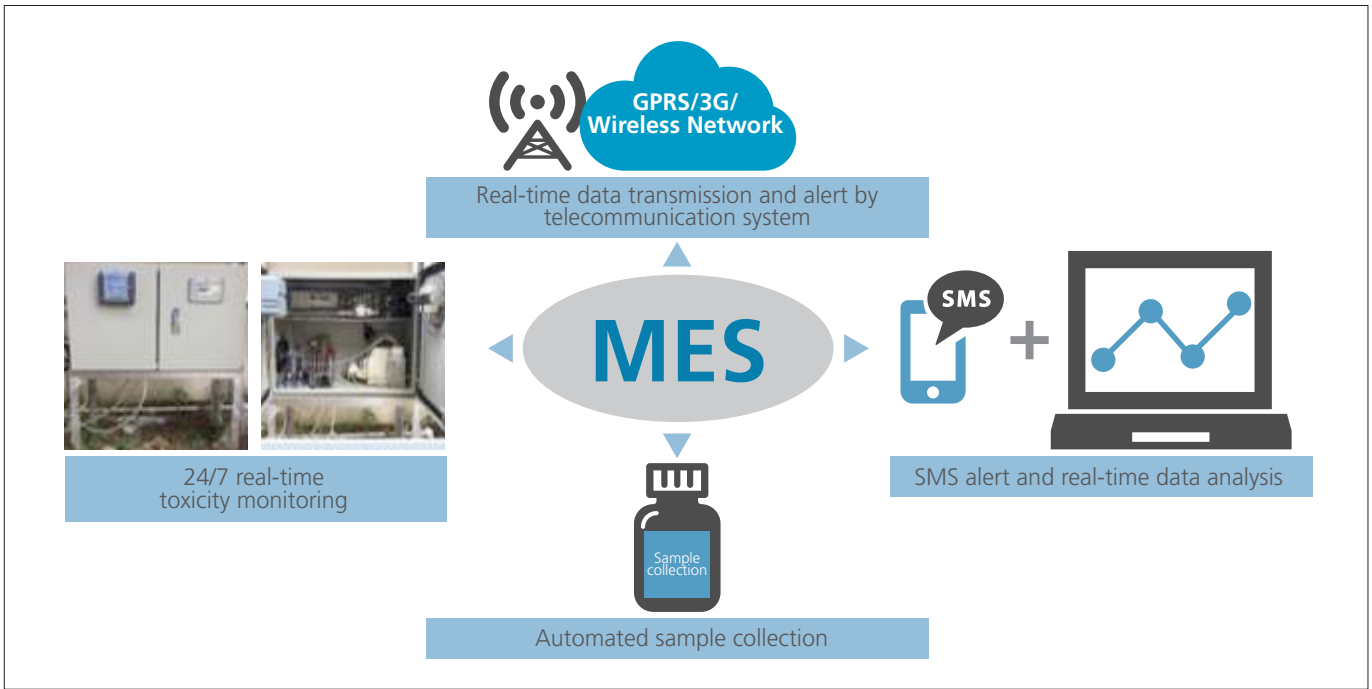 GPRS/3G/
Wireless Network
Real-time data transmission and alert by
telecommunication system
MES
SMS
24/7 real-time
toxicity monitoring
SMS alert and real-time data analysis
Sample
collection
Automated sample collection